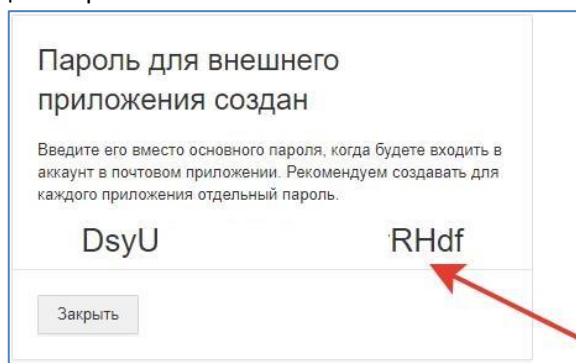 Пароль для внешнего
приложения создан
Введите его вместо основного пароля, когда будете входить в
аккаунт в почтовом приложении. Рекомендуем создавать для
каждого приложения отдельный пароль.
DsyU RHdf
Закрыть